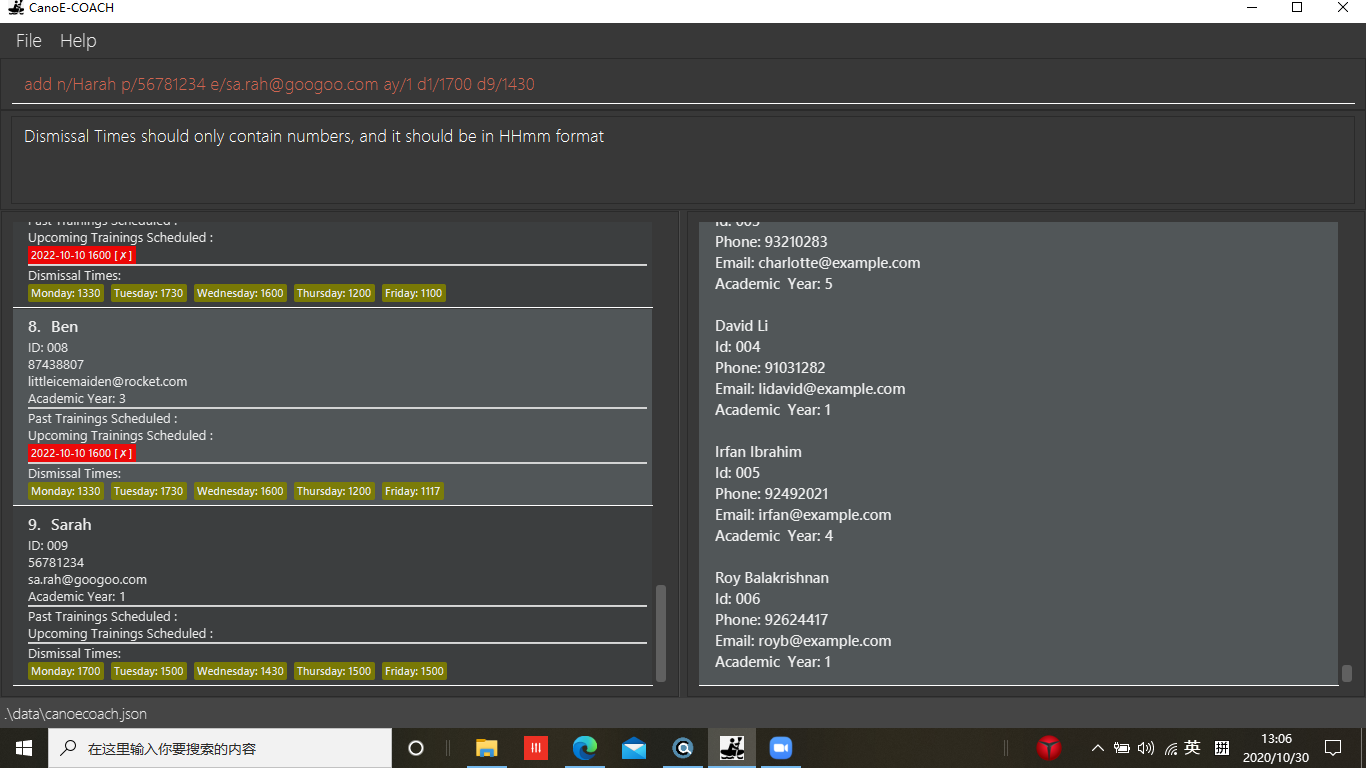 CanoE-COACH
File Help
add n/Harah p/56781234 e/sa.rah@googoo.com ay/1 d1/1700 d9/1430
Dismissal Times should only contain numbers, and it should be in HHmm format
Past Trainings Scheduled :
Upcoming Trainings Scheduled :
2022-10-10 1600 [✗]
Dismissal Times:
Monday: 1330 Tuesday: 1730 Wednesday: 1600 Thursday: 1200 Friday: 1100
8. Ben
ID: 008
87438807
littleicemaiden@rocket.com
Academic Year: 3
Past Trainings Scheduled :
Upcoming Trainings Scheduled :
2022-10-10 1600 [✗]
Dismissal Times:
Monday: 1330 Tuesday: 1730 Wednesday: 1600 Thursday: 1200 Friday: 1117
9. Sarah
ID: 009
56781234
sa.rah@googoo.com
Academic Year: 1
Past Trainings Scheduled :
Upcoming Trainings Scheduled :
Dismissal Times:
Monday: 1700 Tuesday: 1500 Wednesday: 1430 Thursday: 1500 Friday: 1500
Id: 003
Phone: 93210283
Email: charlotte@example.com
Academic Year: 5
David Li
Id: 004
Phone: 91031282
Email: lidavid@example.com
Academic Year: 1
Irfan Ibrahim
Id: 005
Phone: 92492021
Email: irfan@example.com
Academic Year: 4
Roy Balakrishnan
Id: 006
Phone: 92624417
Email: royb@example.com
Academic Year: 1
.\data\canoecoach.json
在这里输入你要搜索的内容
英 拼
13:06
2020/10/30